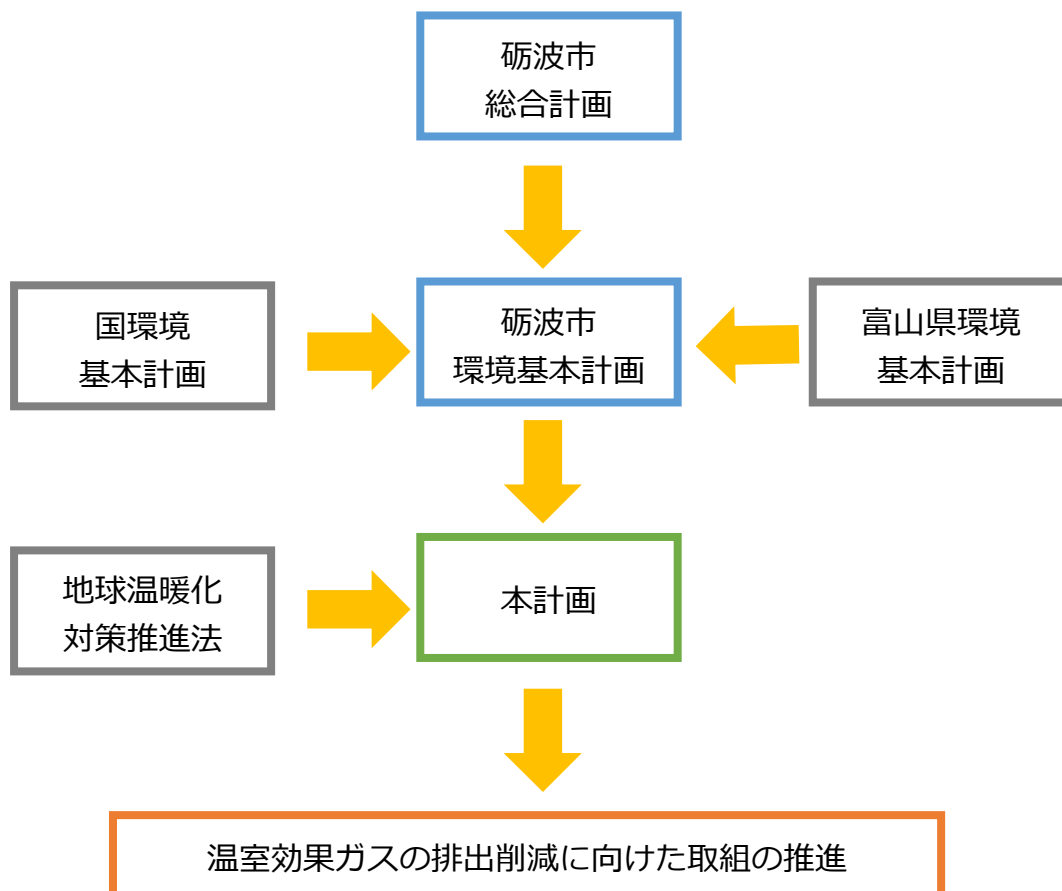 砺波市
総合計画
国環境
基本計画
砺波市
環境基本計画
富山県環境
基本計画
地球温暖化
対策推進法
本計画
温室効果ガスの排出削減に向けた取組の推進